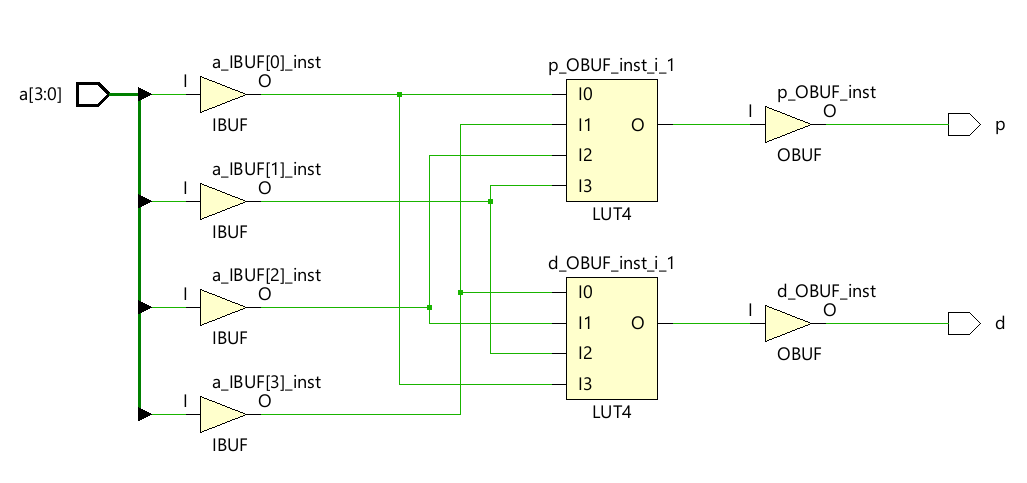 a_IBUF[0]_inst
I O
IBUF
a[3:0]
a_IBUF[1]_inst
I O
IBUF
a_IBUF[2]_inst
I O
IBUF
a_IBUF[3]_inst
I O
IBUF
p_OBUF_inst_i_1
I0
I1 O
I2
I3
LUT4
p_OBUF_inst
I O
OBUF
p
d_OBUF_inst_i_1
I0
I1 O
I2
I3
LUT4
d_OBUF_inst
I O
OBUF
d